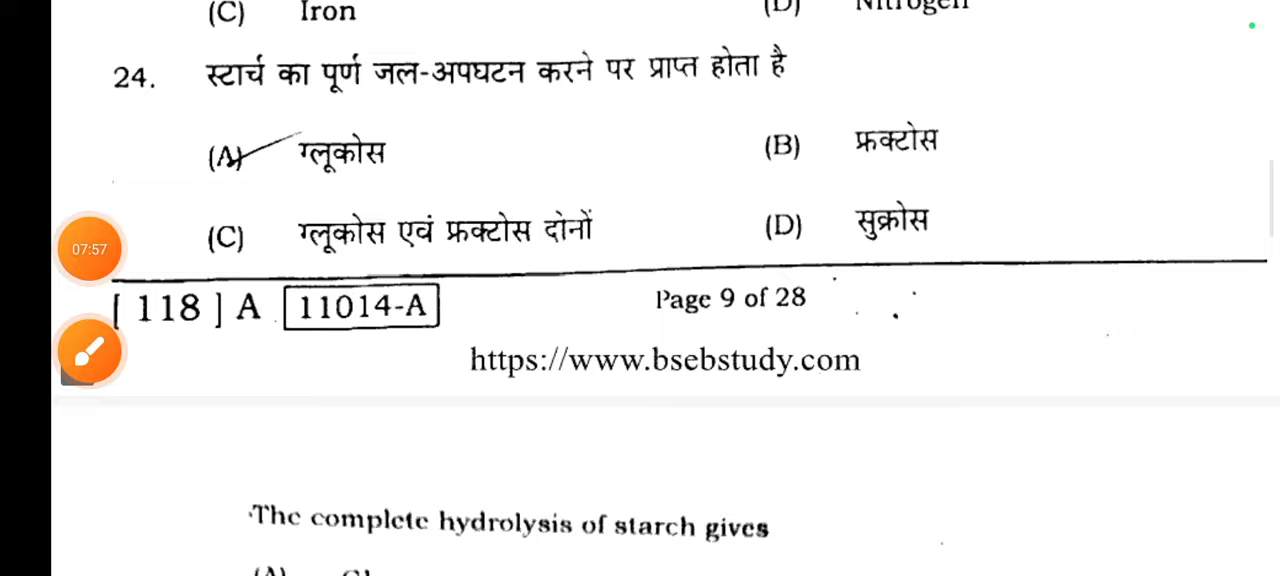 (C) Iron (D) Nitrogen
24. स्टार्च का पूर्ण जल-अपघटन करने पर प्राप्त होता है
(A) ग्लूकोस (B) फ्रक्टोस
(C) ग्लूकोस एवं फ्रक्टोस दोनों (D) सुक्रोस
07:57
[ 118 ] A 11014-A Page 9 of 28
https://www.bsebstudy.com
The complete hydrolysis of starch gives
(A)